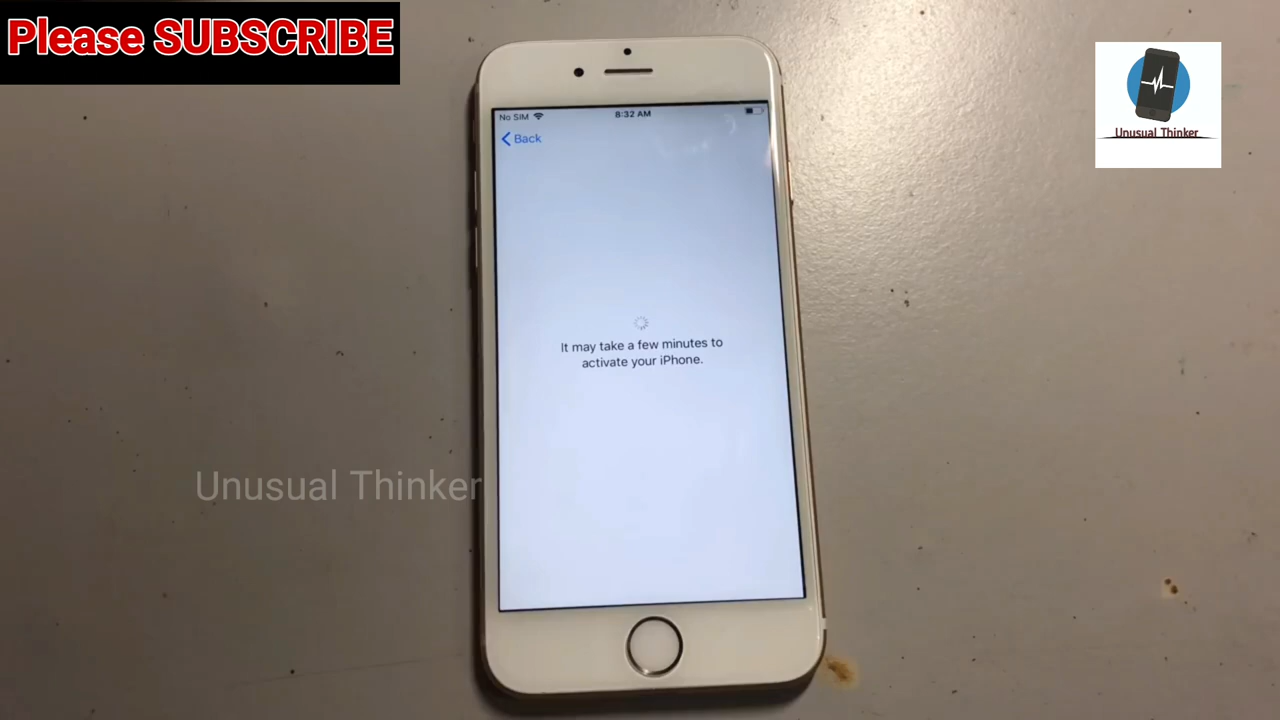 Please SUBSCRIBE
Unusual Thinker
No SIM 8:32 AM
Back
It may take a few minutes to
activate your iPhone.
Unusual Thinker